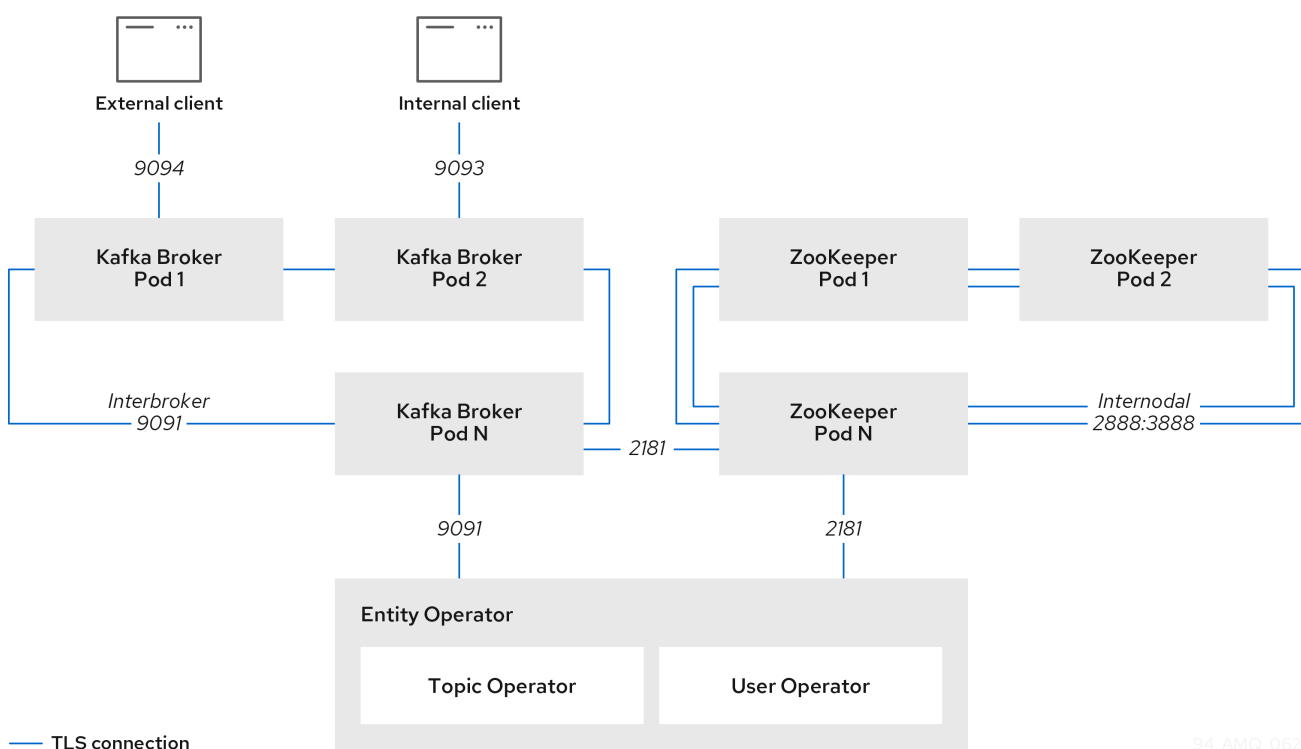 External client
Internal client
9094
9093
Kafka Broker
Pod 1
Kafka Broker
Pod 2
ZooKeeper
Pod 1
ZooKeeper
Pod 2
Interbroker
9091
Kafka Broker
Pod N
2181
ZooKeeper
Pod N
Internodal
2888:3888
9091
2181
Entity Operator
Topic Operator
User Operator
TLS connection
94_AMQ_062